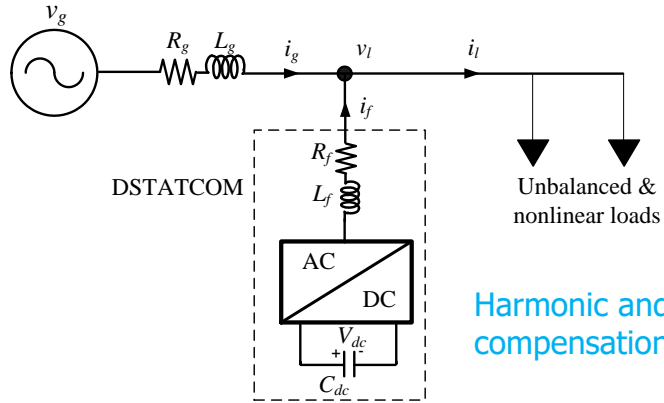 v_g
R_g L_g i_g v_l i_l
i_f
R_f
DSTATCOM
L_f
Unbalanced &
nonlinear loads
AC
DC
Harmonic and
compensation
V_dc
+ -
C_dc